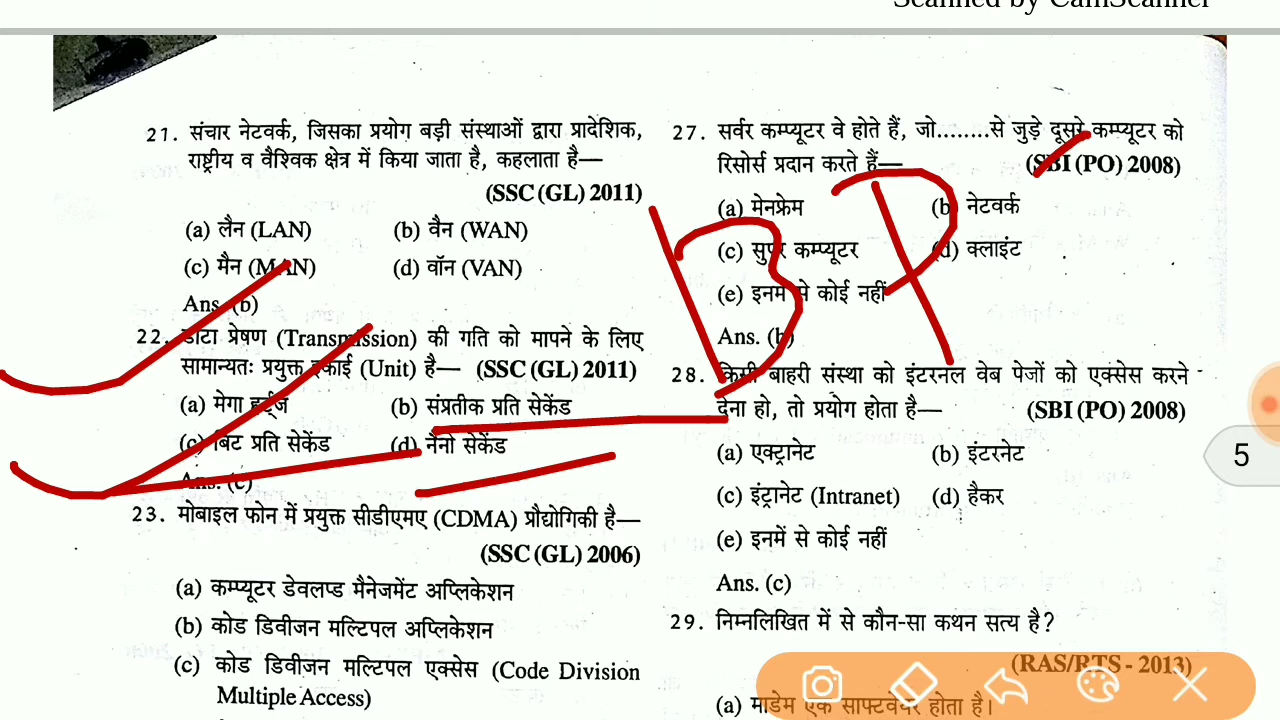 Scanned by CamScanner
21. संचार नेटवर्क, जिसका प्रयोग बड़ी संस्थाओं द्वारा प्रादेशिक,
राष्ट्रीय व वैश्विक क्षेत्र में किया जाता है, कहलाता है—
(SSC (GL) 2011)
(a) लैन (LAN) (b) वैन (WAN)
(c) मैन (MAN) (d) वॉन (VAN)
Ans. (b)
22. डाटा प्रेषण (Transmission) की गति को मापने के लिए
सामान्यतः प्रयुक्त इकाई (Unit) है— (SSC (GL) 2011)
(a) मेगा हर्ट्ज (b) संप्रतीक प्रति सेकेंड
(c) बिट प्रति सेकेंड (d) नैनो सेकेंड
Ans. (c)
23. मोबाइल फोन में प्रयुक्त सीडीएमए (CDMA) प्रौद्योगिकी है—
(SSC (GL) 2006)
(a) कम्प्यूटर डेवलप्ड मैनेजमेंट अप्लिकेशन
(b) कोड डिवीजन मल्टिपल अप्लिकेशन
(c) कोड डिवीजन मल्टिपल एक्सेस (Code Division
Multiple Access)
27. सर्वर कम्प्यूटर वे होते हैं, जो........से जुड़े दूसरे कम्प्यूटर को
रिसोर्स प्रदान करते हैं— (SBI (PO) 2008)
(a) मेनफ्रेम (b) नेटवर्क
(c) सुपर कम्प्यूटर (d) क्लाइंट
(e) इनमें से कोई नहीं
Ans. (b)
28. किसी बाहरी संस्था को इंटरनल वेब पेजों को एक्सेस करने
देना हो, तो प्रयोग होता है— (SBI (PO) 2008)
(a) एक्ट्रानेट (b) इंटरनेट
(c) इंट्रानेट (Intranet) (d) हैकर
(e) इनमें से कोई नहीं
Ans. (c)
29. निम्नलिखित में से कौन-सा कथन सत्य है?
(RAS/RTS - 2013)
(a) माडेम एक साफ्टवेयर होता है।
B P
5